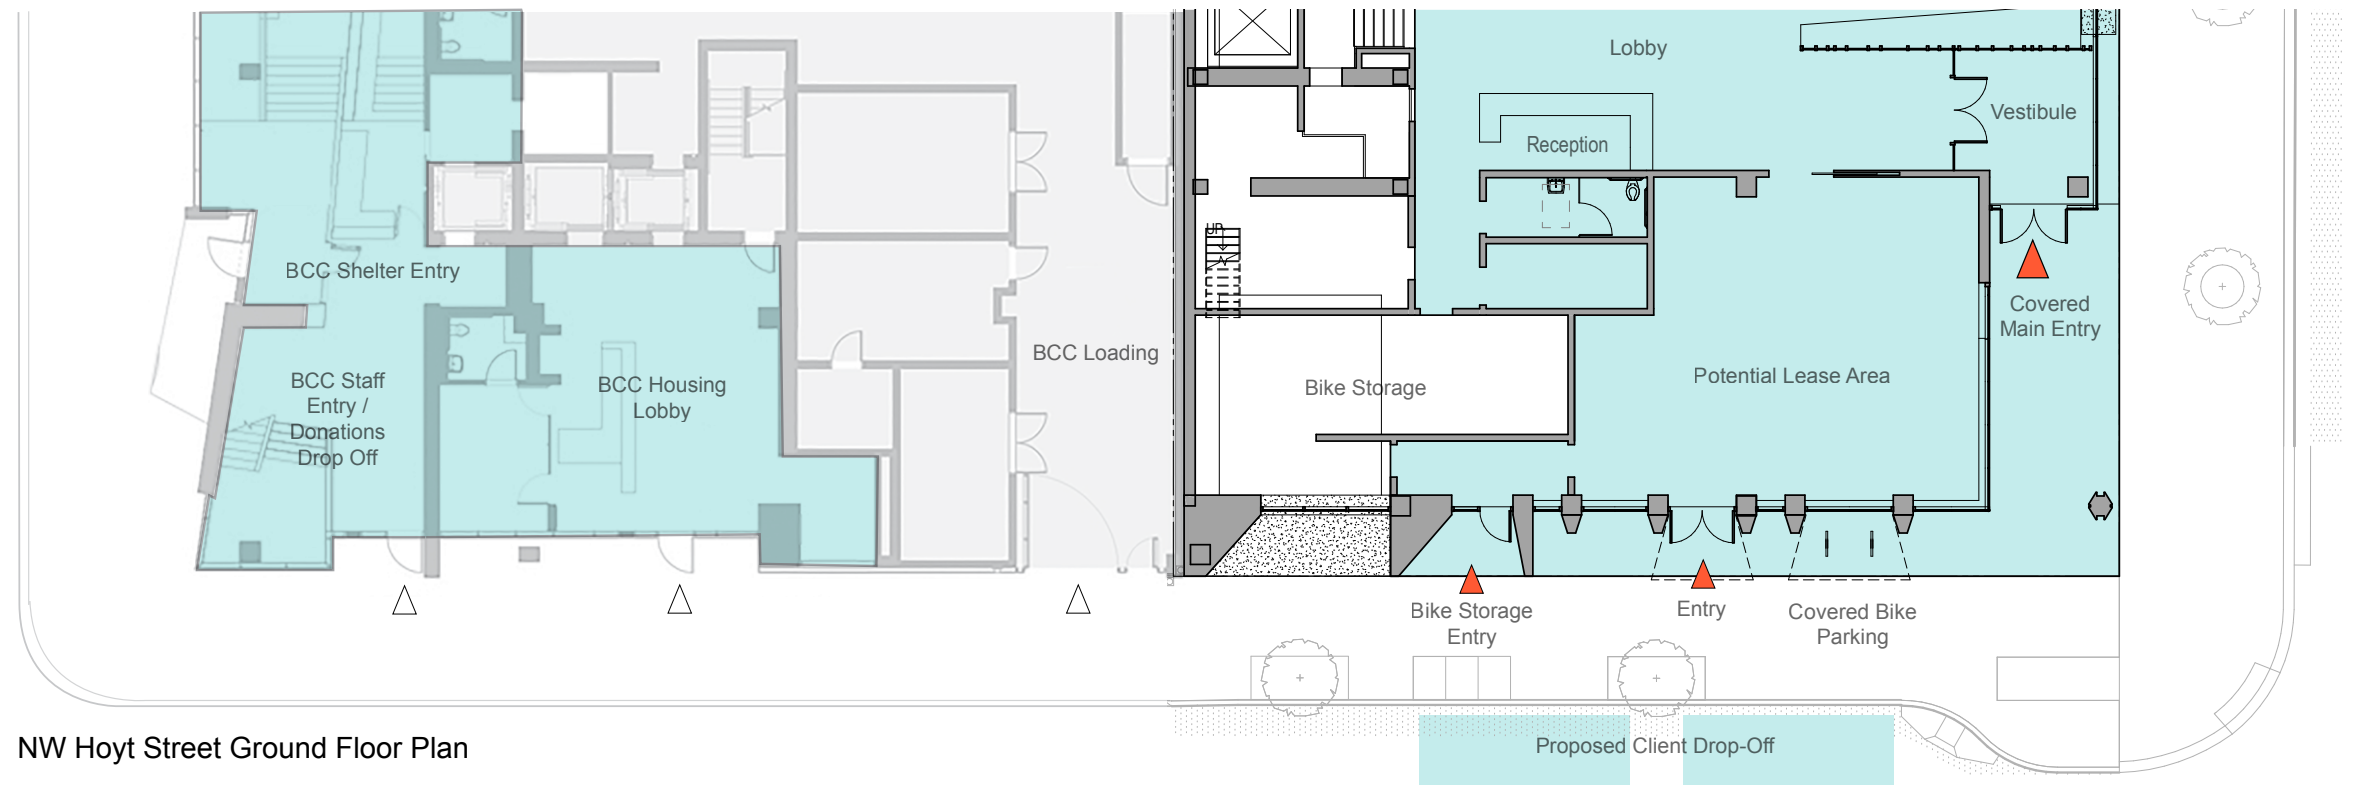 Lobby
Vestibule
Reception
UP
BCC Shelter Entry
Covered
Main Entry
BCC Loading
BCC Staff
Entry /
Donations
Drop Off
BCC Housing
Lobby
Bike Storage
Potential Lease Area
Bike Storage
Entry
Entry
Covered Bike
Parking
NW Hoyt Street Ground Floor Plan
Proposed Client Drop-Off